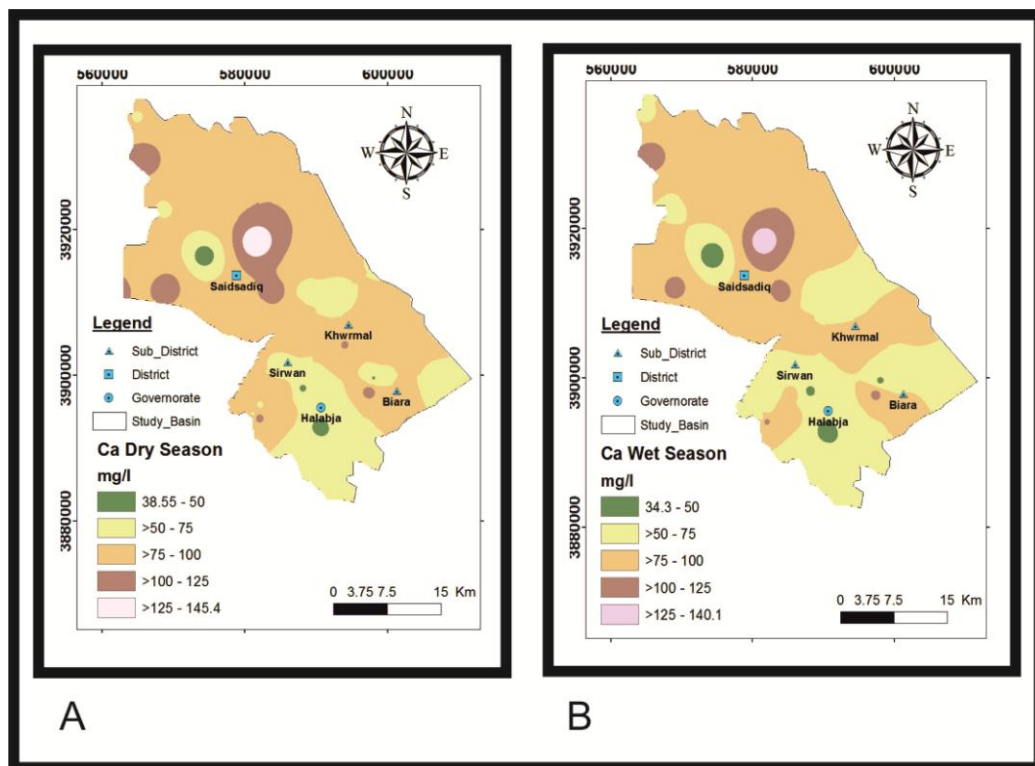 560000 580000 600000
N
W E
S
3920000
3900000
3880000
Saidsadiq
Khwrmal
Sirwan
Biara
Halabja
Legend
Sub_District
District
Governorate
Study_Basin
Ca Dry Season
mg/l
38.55 - 50
>50 - 75
>75 - 100
>100 - 125
>125 - 145.4
0 3.75 7.5 15 Km
A
560000 580000 600000
N
W E
S
3920000
3900000
3880000
Saidsadiq
Khwrmal
Sirwan
Biara
Halabja
Legend
Sub_District
District
Governorate
Study_Basin
Ca Wet Season
mg/l
34.3 - 50
>50 - 75
>75 - 100
>100 - 125
>125 - 140.1
0 3.75 7.5 15 Km
B